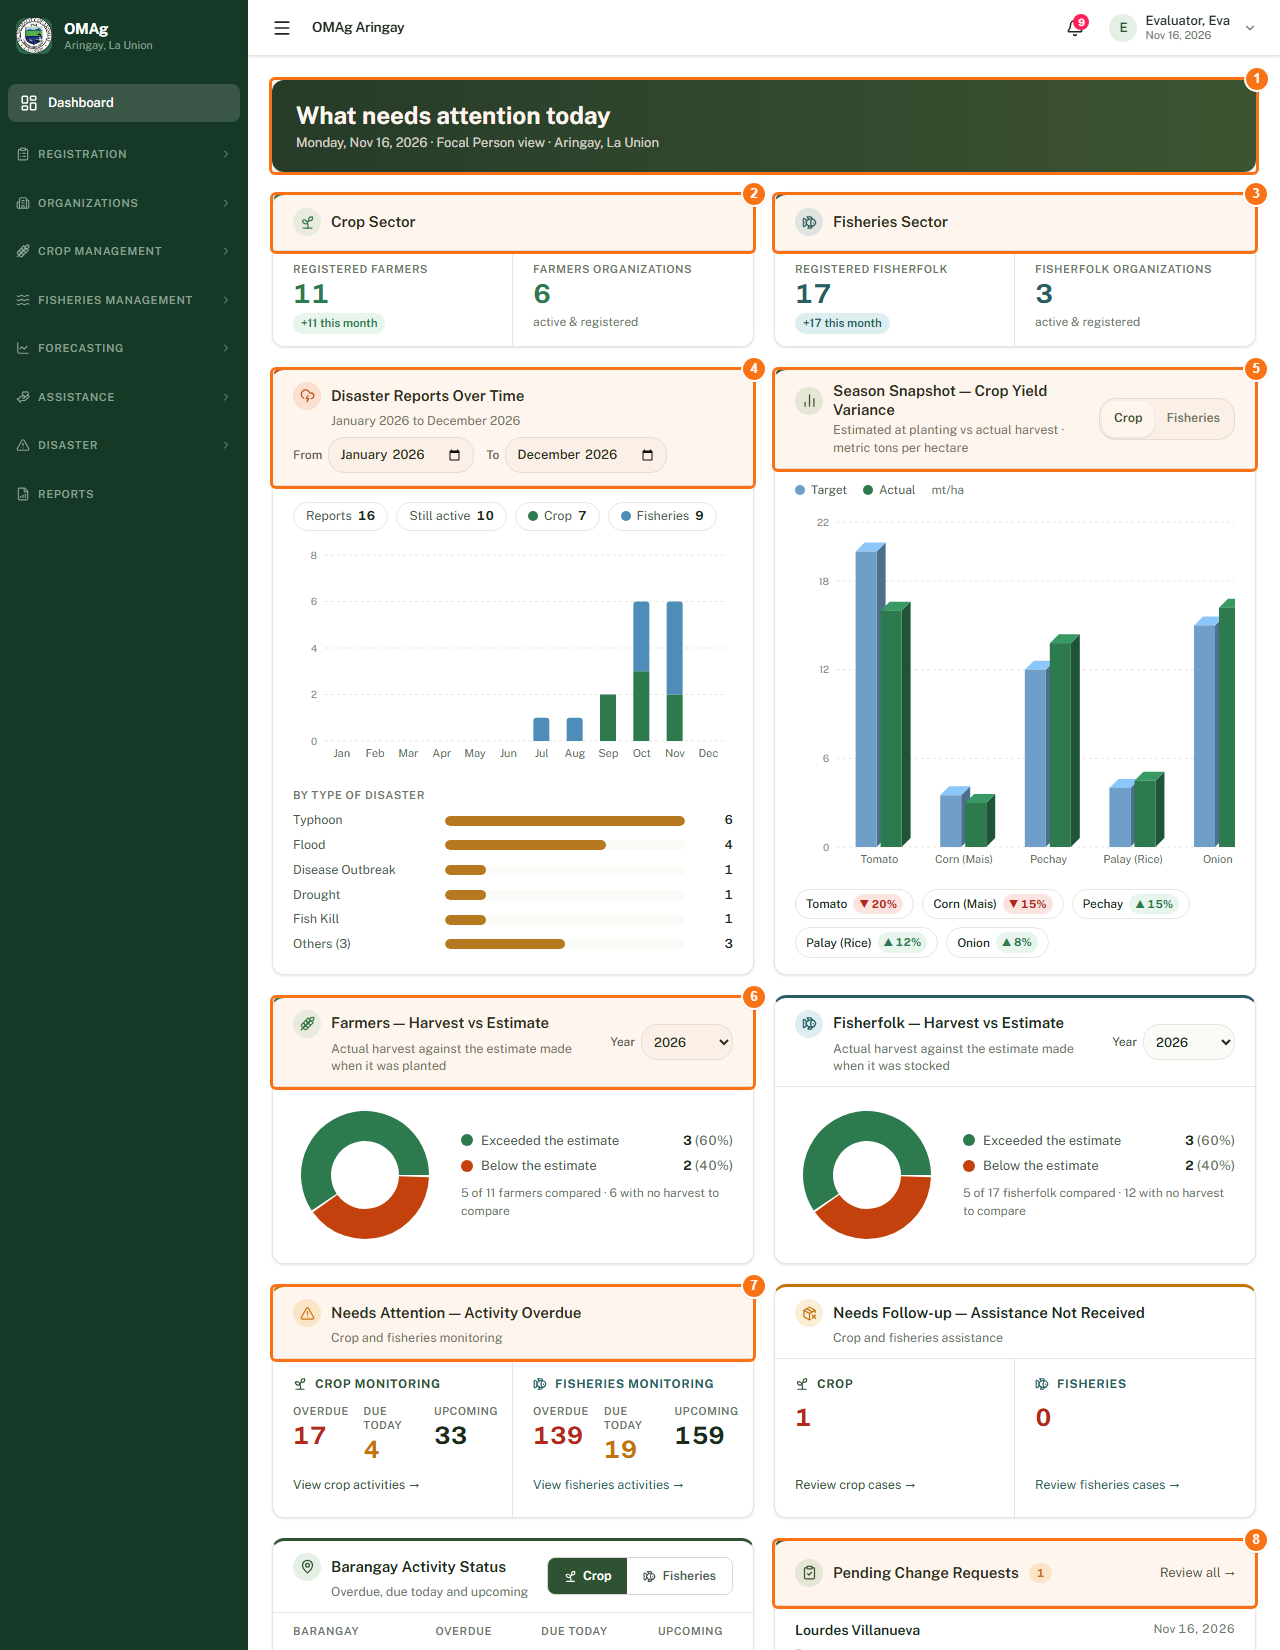 OMAg
Aringay, La Union
Dashboard
REGISTRATION
ORGANIZATIONS
CROP MANAGEMENT
FISHERIES MANAGEMENT
FORECASTING
ASSISTANCE
DISASTER
REPORTS
OMAg Aringay
9
E
Evaluator, Eva
Nov 16, 2026
1
What needs attention today
Monday, Nov 16, 2026 · Focal Person view · Aringay, La Union
2
Crop Sector
REGISTERED FARMERS
11
+11 this month
FARMERS ORGANIZATIONS
6
active & registered
3
Fisheries Sector
REGISTERED FISHERFOLK
17
+17 this month
FISHERFOLK ORGANIZATIONS
3
active & registered
4
Disaster Reports Over Time
January 2026 to December 2026
From January 2026 To December 2026
Reports 16 Still active 10 Crop 7 Fisheries 9
8
6
4
2
0
Jan Feb Mar Apr May Jun Jul Aug Sep Oct Nov Dec
BY TYPE OF DISASTER
Typhoon 6
Flood 4
Disease Outbreak 1
Drought 1
Fish Kill 1
Others (3) 3
5
Season Snapshot — Crop Yield
Variance
Estimated at planting vs actual harvest ·
metric tons per hectare
Crop Fisheries
Target Actual mt/ha
22
18
12
6
0
Tomato Corn (Mais) Pechay Palay (Rice) Onion
Tomato ▼ 20% Corn (Mais) ▼ 15% Pechay ▲ 15%
Palay (Rice) ▲ 12% Onion ▲ 8%
6
Farmers — Harvest vs Estimate
Actual harvest against the estimate made
when it was planted
Year 2026
Exceeded the estimate 3 (60%)
Below the estimate 2 (40%)
5 of 11 farmers compared · 6 with no harvest to
compare
Fisherfolk — Harvest vs Estimate
Actual harvest against the estimate made
when it was stocked
Year 2026
Exceeded the estimate 3 (60%)
Below the estimate 2 (40%)
5 of 17 fisherfolk compared · 12 with no harvest
to compare
7
Needs Attention — Activity Overdue
Crop and fisheries monitoring
CROP MONITORING
OVERDUE
17
DUE
TODAY
4
UPCOMING
33
View crop activities →
FISHERIES MONITORING
OVERDUE
139
DUE
TODAY
19
UPCOMING
159
View fisheries activities →
Needs Follow-up — Assistance Not Received
Crop and fisheries assistance
CROP
1
Review crop cases →
FISHERIES
0
Review fisheries cases →
Barangay Activity Status
Overdue, due today and upcoming
Crop Fisheries
BARANGAY OVERDUE DUE TODAY UPCOMING
8
Pending Change Requests 1
Review all →
Lourdes Villanueva Nov 16, 2026